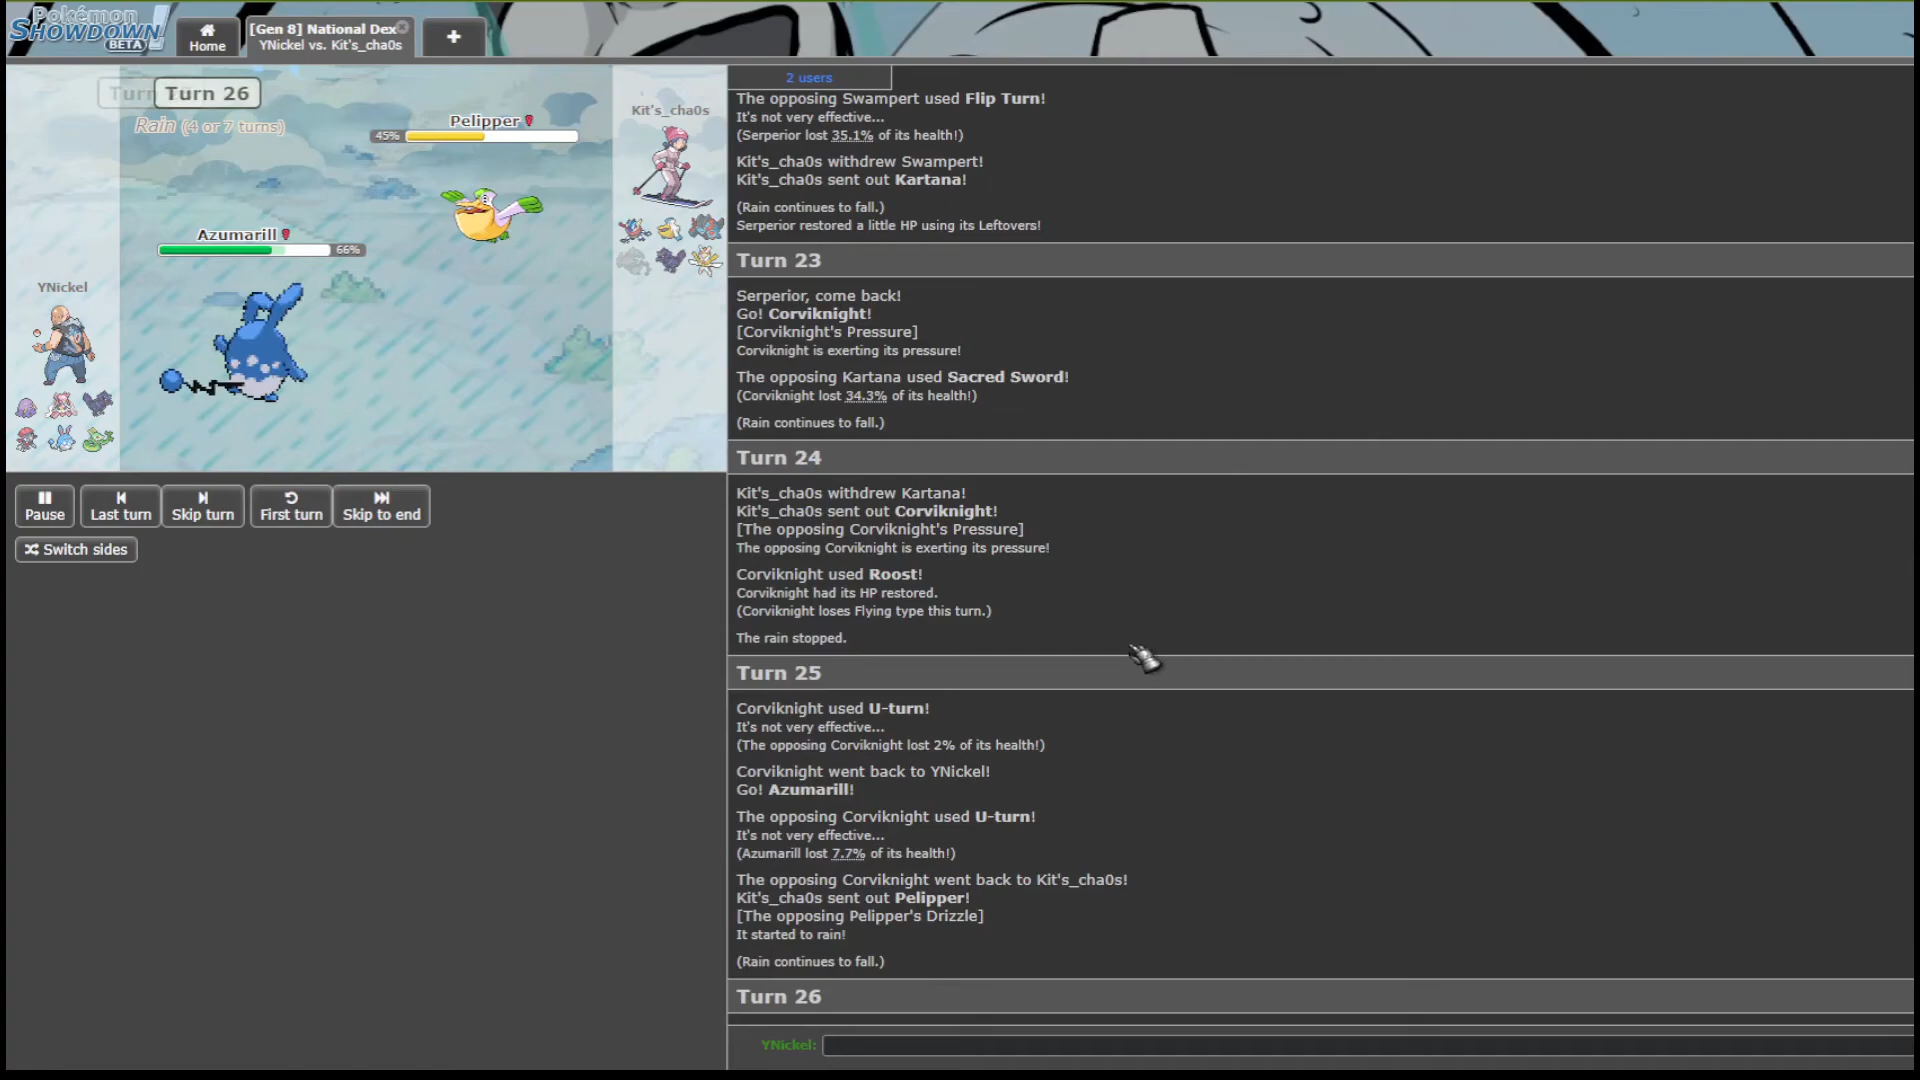 Pokémon
SHOWDOWN!
BETA
Home
[Gen 8] National Dex
YNickel vs. Kit's_cha0s
+
Turn
Turn 26
Rain (4 or 7 turns)
Pelipper
45%
Azumarill
66%
YNickel
Kit's_cha0s
Pause
Last turn
Skip turn
First turn
Skip to end
Switch sides
2 users
The opposing Swampert used Flip Turn!
It's not very effective...
(Serperior lost 35.1% of its health!)
Kit's_cha0s withdrew Swampert!
Kit's_cha0s sent out Kartana!
(Rain continues to fall.)
Serperior restored a little HP using its Leftovers!
Turn 23
Serperior, come back!
Go! Corviknight!
[Corviknight's Pressure]
Corviknight is exerting its pressure!
The opposing Kartana used Sacred Sword!
(Corviknight lost 34.3% of its health!)
(Rain continues to fall.)
Turn 24
Kit's_cha0s withdrew Kartana!
Kit's_cha0s sent out Corviknight!
[The opposing Corviknight's Pressure]
The opposing Corviknight is exerting its pressure!
Corviknight used Roost!
Corviknight had its HP restored.
(Corviknight loses Flying type this turn.)
The rain stopped.
Turn 25
Corviknight used U-turn!
It's not very effective...
(The opposing Corviknight lost 2% of its health!)
Corviknight went back to YNickel!
Go! Azumarill!
The opposing Corviknight used U-turn!
It's not very effective...
(Azumarill lost 7.7% of its health!)
The opposing Corviknight went back to Kit's_cha0s!
Kit's_cha0s sent out Pelipper!
[The opposing Pelipper's Drizzle]
It started to rain!
(Rain continues to fall.)
Turn 26
YNickel: